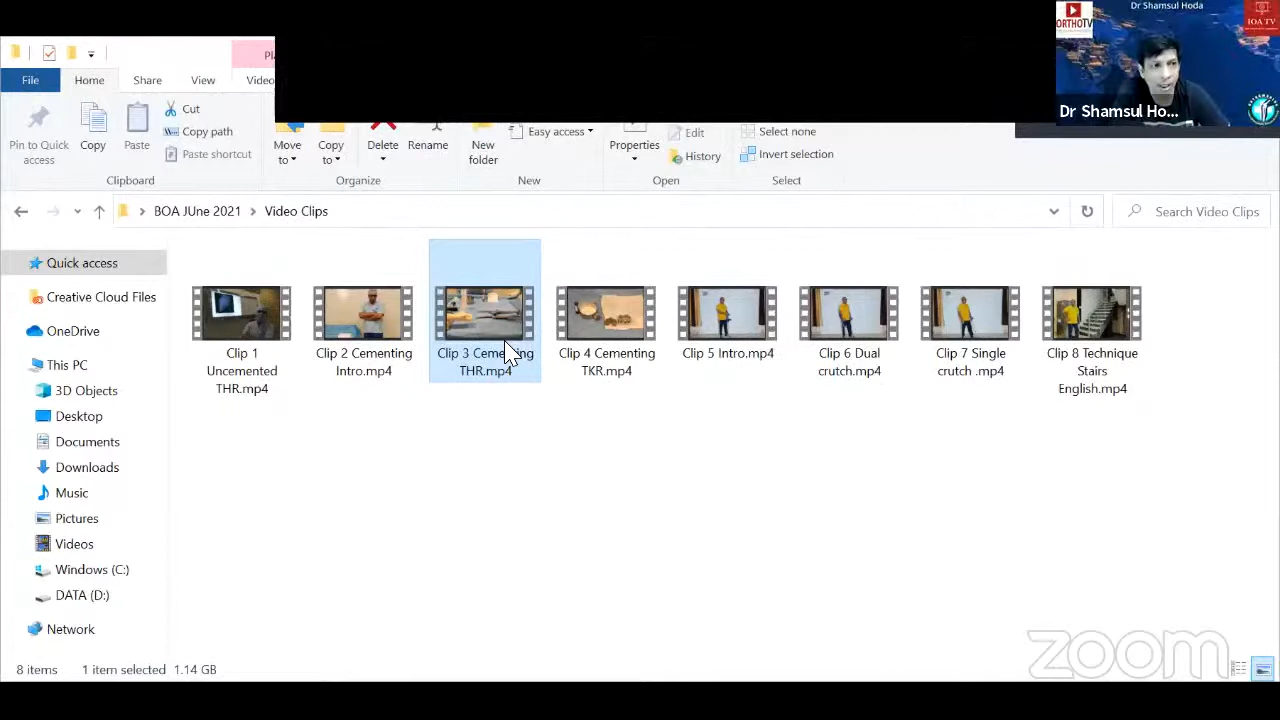 Dr Shamsul Hoda
ORTHOTV
IOA TV
Dr Shamsul Ho...
File
Home
Share
View
Video
Pin to Quick access
Copy
Paste
Cut
Copy path
Paste shortcut
Clipboard
Move to
Copy to
Delete
Rename
Organize
New folder
Easy access
New
Properties
Edit
History
Open
Select none
Invert selection
Select
BOA JUne 2021
Video Clips
Search Video Clips
Quick access
Creative Cloud Files
OneDrive
This PC
3D Objects
Desktop
Documents
Downloads
Music
Pictures
Videos
Windows (C:)
DATA (D:)
Network
Clip 1
Uncemented
THR.mp4
Clip 2 Cementing
Intro.mp4
Clip 3 Cementing
THR.mp4
Clip 4 Cementing
TKR.mp4
Clip 5 Intro.mp4
Clip 6 Dual
crutch.mp4
Clip 7 Single
crutch .mp4
Clip 8 Technique
Stairs
English.mp4
8 items
1 item selected
1.14 GB
zoom